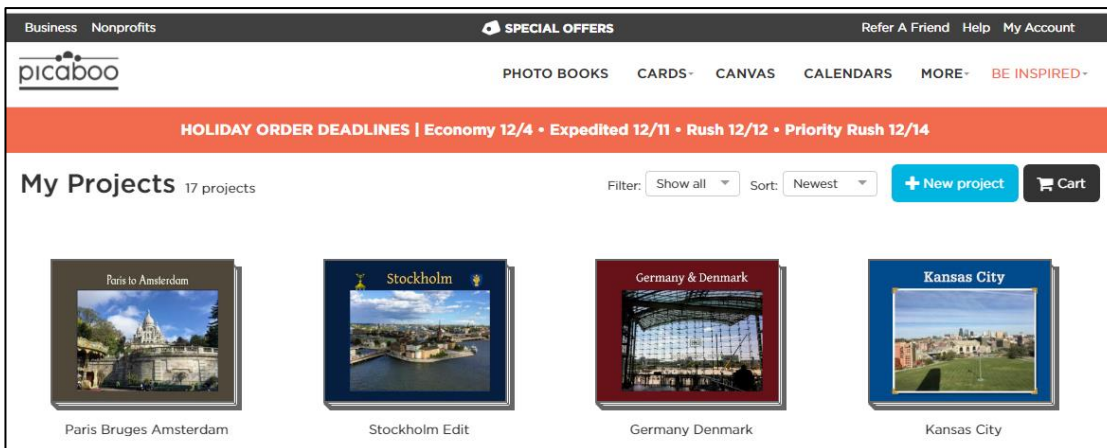 Business Nonprofits SPECIAL OFFERS Refer A Friend Help My Account
picaboo PHOTO BOOKS CARDS CANVAS CALENDARS MORE BE INSPIRED
HOLIDAY ORDER DEADLINES | Economy 12/4 • Expedited 12/11 • Rush 12/12 • Priority Rush 12/14
My Projects 17 projects Filter: Show all Sort: Newest + New project Cart
Paris to Amsterdam
Stockholm
Germany & Denmark
Kansas City
Paris Bruges Amsterdam
Stockholm Edit
Germany Denmark
Kansas City